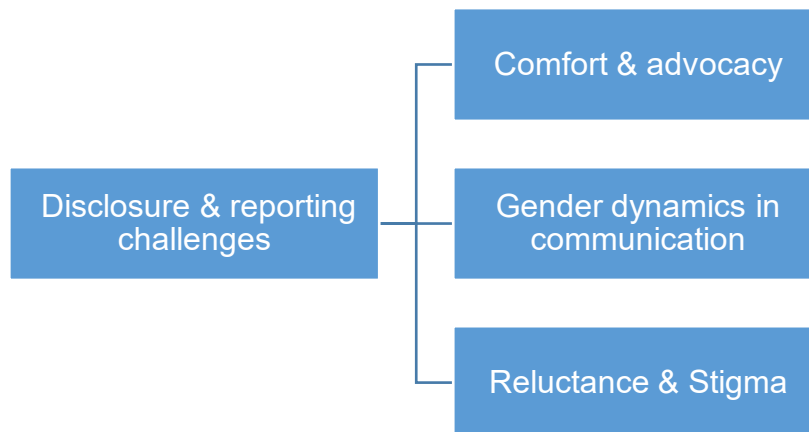 Comfort & advocacy
Disclosure & reporting
challenges
Gender dynamics in
communication
Reluctance & Stigma